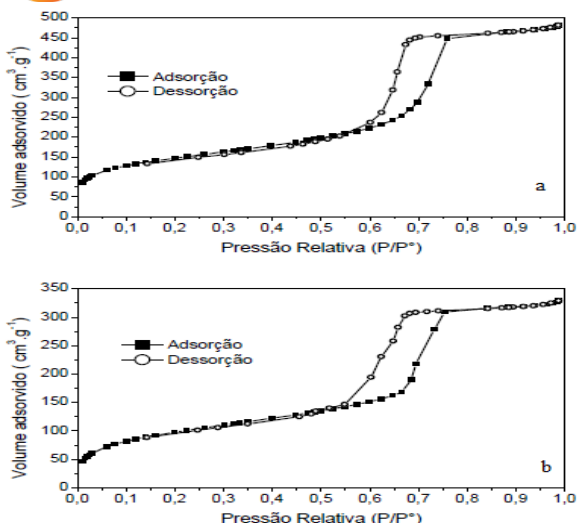 500
450
400
350
300
250
200
150
100
50
0
Volume adsorvido ( cm³.g⁻¹)
Adsorção
Dessorção
a
0,0 0,1 0,2 0,3 0,4 0,5 0,6 0,7 0,8 0,9 1,0
Pressão Relativa (P/P°)
350
300
250
200
150
100
50
0
Volume adsorvido ( cm³.g⁻¹)
Adsorção
Dessorção
b
0,0 0,1 0,2 0,3 0,4 0,5 0,6 0,7 0,8 0,9 1,0
Pressão Relativa (P/P°)